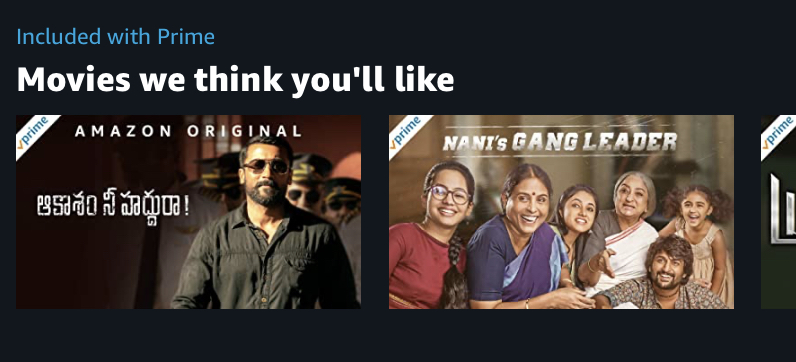 Included with Prime
Movies we think you'll like
prime
AMAZON ORIGINAL
ఆకాశం నీ హద్దురా!
prime
NANI'S GANG LEADER
prime